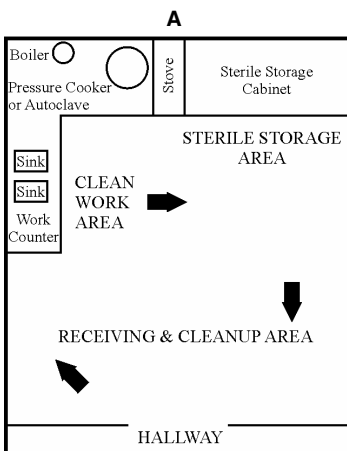 A
Boiler
Pressure Cooker
or Autoclave
Stove
Sterile Storage
Cabinet
STERILE STORAGE
AREA
Sink
Sink
Work
Counter
CLEAN
WORK
AREA
RECEIVING & CLEANUP AREA
HALLWAY